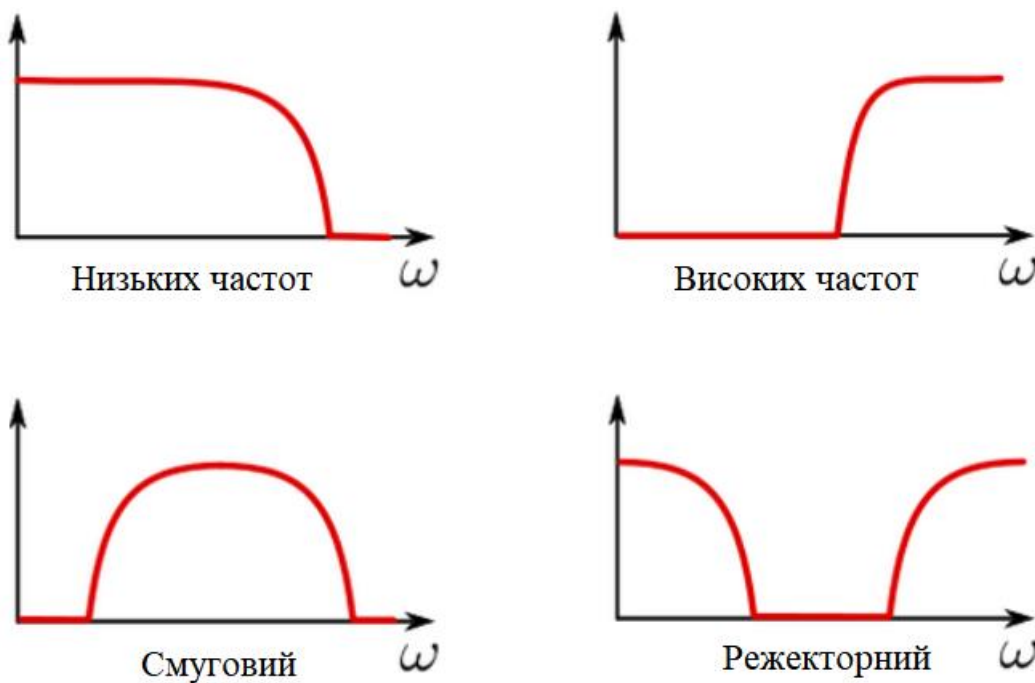 Низьких частот
ω
Високих частот
ω
Смуговий
ω
Режекторний
ω